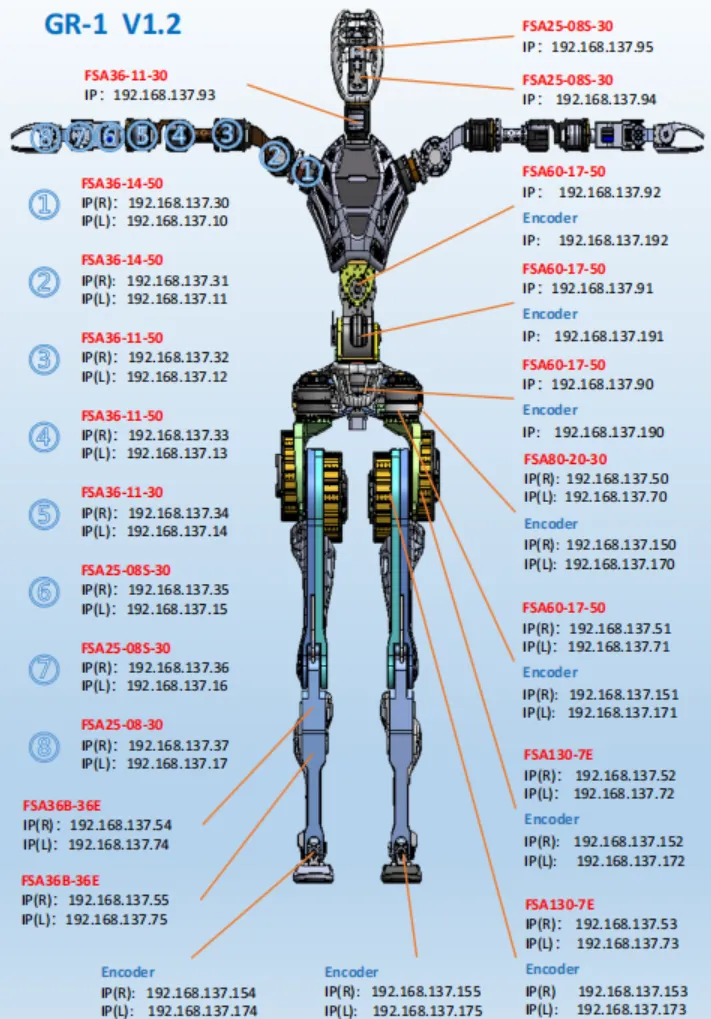 GR-1 V1.2
FSA36-11-30
IP：192.168.137.93
FSA25-08S-30
IP：192.168.137.95
FSA25-08S-30
IP： 192.168.137.94
⑧ ⑦ ⑥ ⑤ ④ ③ ② ①
①
FSA36-14-50
IP(R)：192.168.137.30
IP(L)：192.168.137.10
②
FSA36-14-50
IP(R): 192.168.137.31
IP(L)：192.168.137.11
③
FSA36-11-50
IP(R)：192.168.137.32
IP(L)：192.168.137.12
④
FSA36-11-50
IP(R)：192.168.137.33
IP(L)：192.168.137.13
⑤
FSA36-11-30
IP(R)：192.168.137.34
IP(L)：192.168.137.14
⑥
FSA25-08S-30
IP(R)：192.168.137.35
IP(L)：192.168.137.15
⑦
FSA25-08S-30
IP(R)：192.168.137.36
IP(L)：192.168.137.16
⑧
FSA25-08-30
IP(R)：192.168.137.37
IP(L)：192.168.137.17
FSA36B-36E
IP(R)：192.168.137.54
IP(L)：192.168.137.74
FSA36B-36E
IP(R)：192.168.137.55
IP(L)：192.168.137.75
Encoder
IP(R): 192.168.137.154
IP(L): 192.168.137.174
Encoder
IP(R): 192.168.137.155
IP(L): 192.168.137.175
FSA60-17-50
IP： 192.168.137.92
Encoder
IP: 192.168.137.192
FSA60-17-50
IP：192.168.137.91
Encoder
IP: 192.168.137.191
FSA60-17-50
IP：192.168.137.90
Encoder
IP: 192.168.137.190
FSA80-20-30
IP(R): 192.168.137.50
IP(L): 192.168.137.70
Encoder
IP(R): 192.168.137.150
IP(L): 192.168.137.170
FSA60-17-50
IP(R)：192.168.137.51
IP(L)：192.168.137.71
Encoder
IP(R): 192.168.137.151
IP(L): 192.168.137.171
FSA130-7E
IP(R)：192.168.137.52
IP(L)：192.168.137.72
Encoder
IP(R): 192.168.137.152
IP(L): 192.168.137.172
FSA130-7E
IP(R)：192.168.137.53
IP(L)： 192.168.137.73
Encoder
IP(R) 192.168.137.153
IP(L): 192.168.137.173